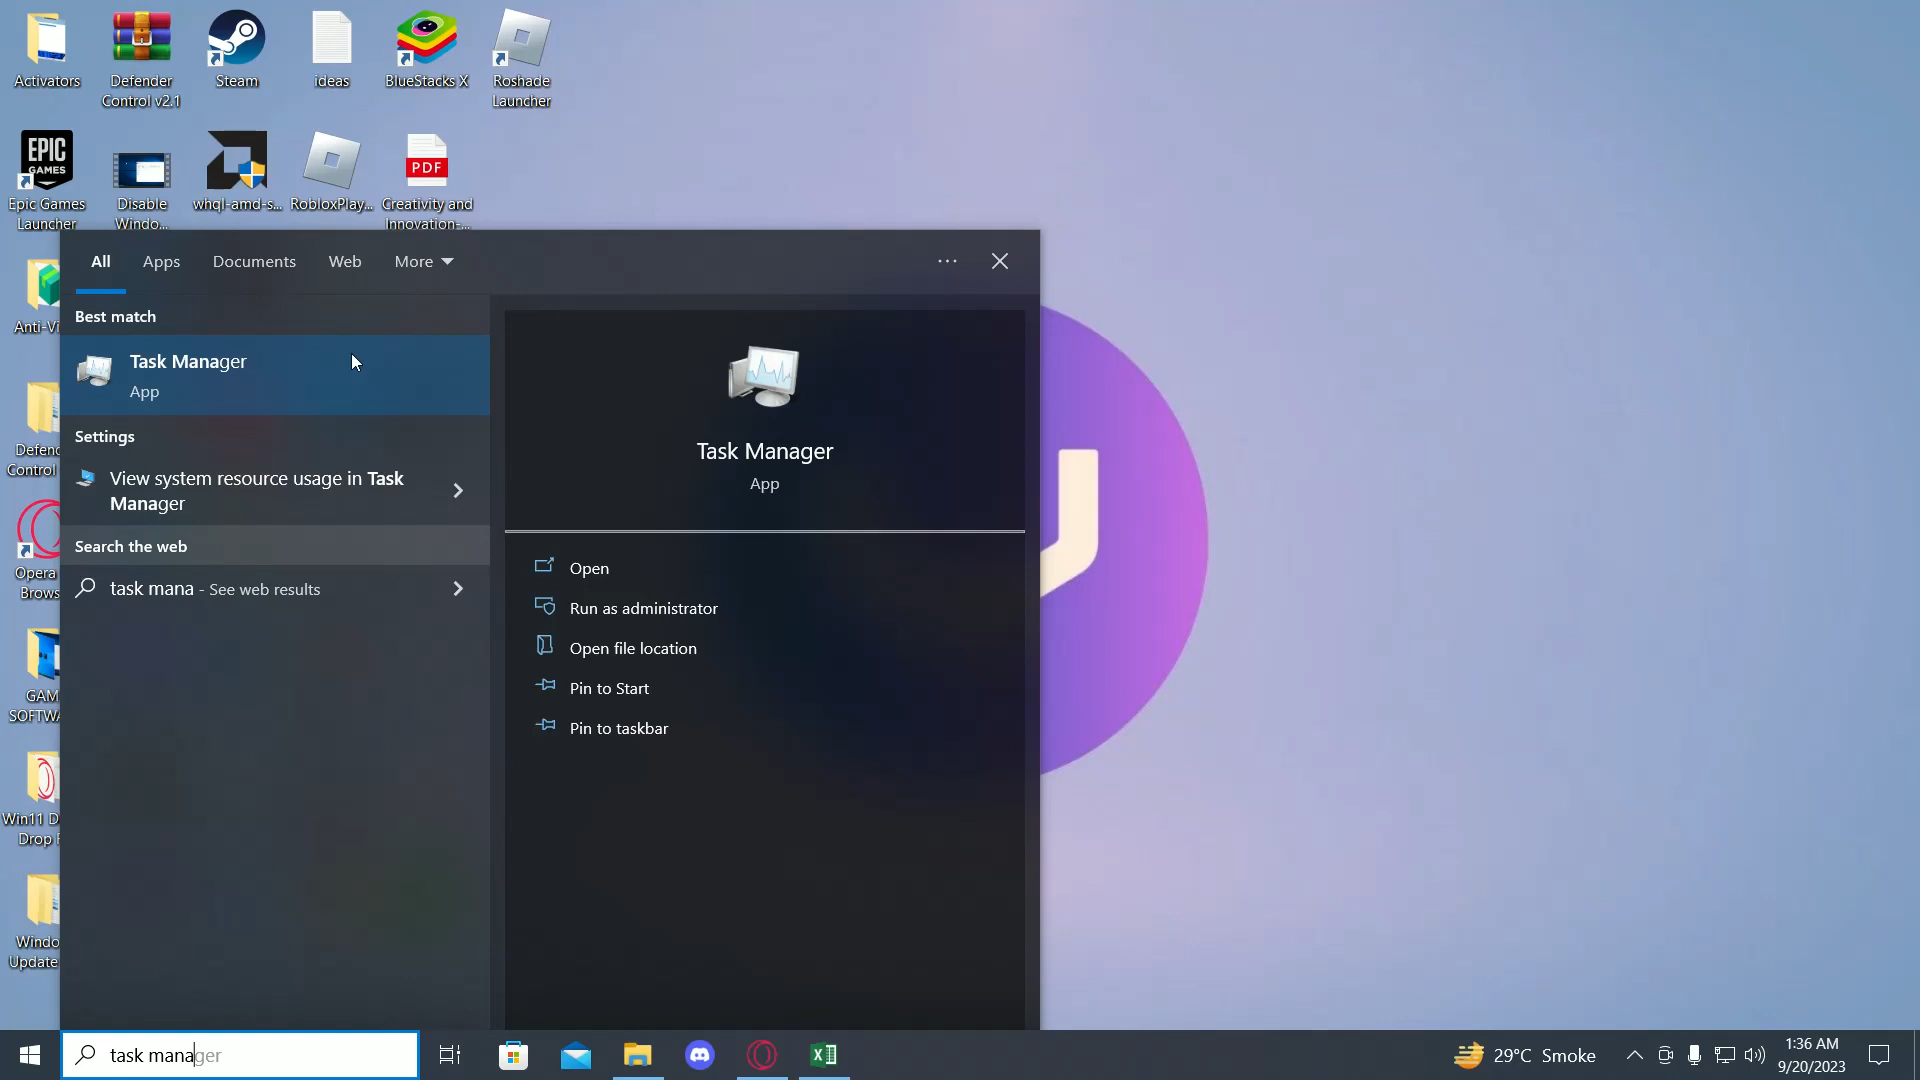 Activators
Defender
Control v2.1
Steam
ideas
BlueStacks X
Roshade
Launcher
EPIC
GAMES
Epic Games
Launcher
Disable
Windo...
whql-amd-s...
RobloxPlay...
PDF
Creativity and
Innovation-...
Anti-Vi
Defend
Control
Opera
Brows
GAM
SOFTWA
Win11 D
Drop F
Windo
Update
All
Apps
Documents
Web
More
Best match
Task Manager
App
Settings
View system resource usage in Task
Manager
Search the web
task mana - See web results
Task Manager
App
Open
Run as administrator
Open file location
Pin to Start
Pin to taskbar
task manager
29°C Smoke
1:36 AM
9/20/2023